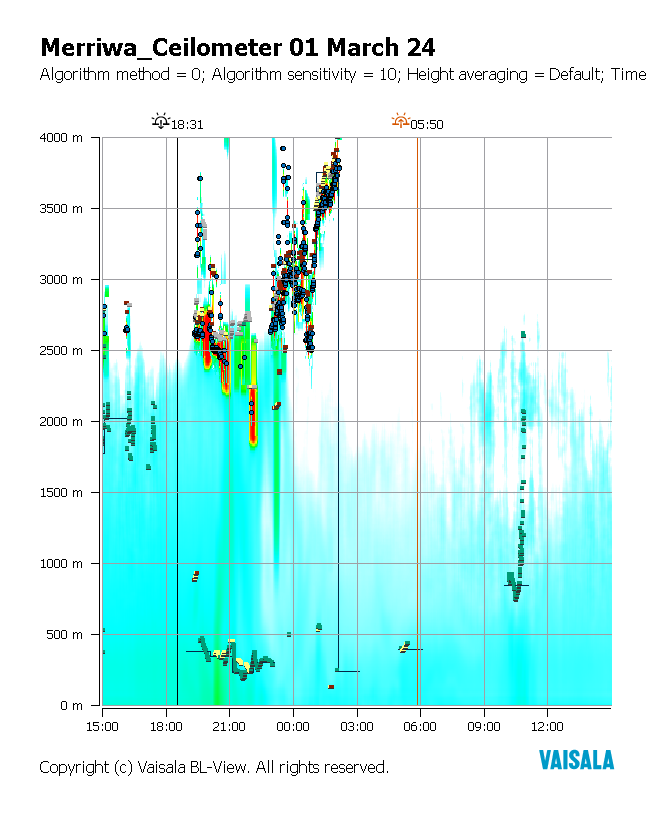 Merriwa_Ceilometer 01 March 24
Algorithm method = 0; Algorithm sensitivity = 10; Height averaging = Default; Time
18:31
05:50
4000 m
3500 m
3000 m
2500 m
2000 m
1500 m
1000 m
500 m
0 m
15:00 18:00 21:00 00:00 03:00 06:00 09:00 12:00
Copyright (c) Vaisala BL-View. All rights reserved.
VAISALA